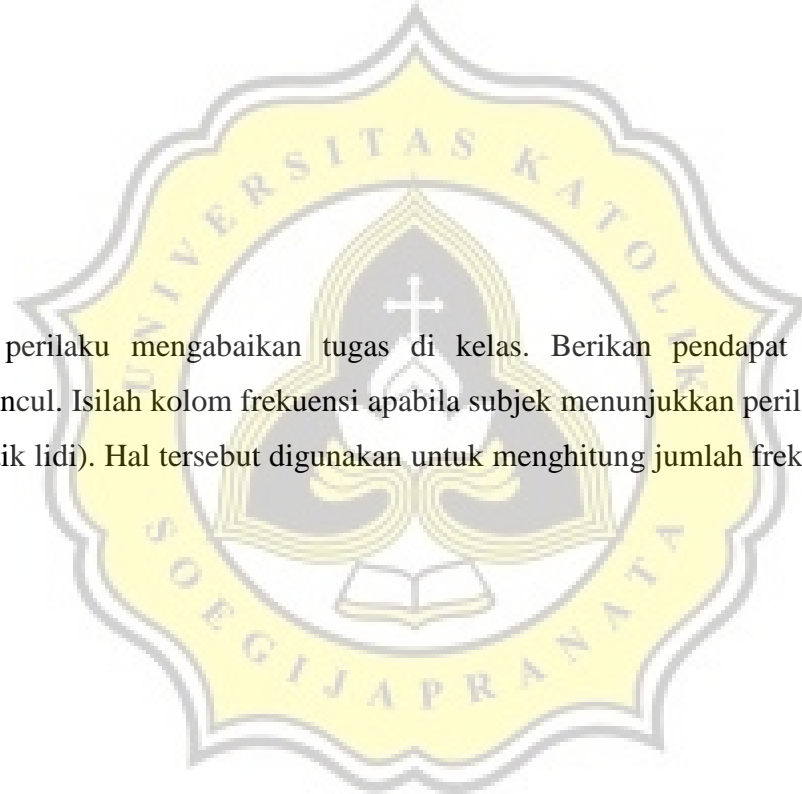 UNIVERSITAS KATOLIK
perilaku mengabaikan tugas di kelas. Berikan pendapat
ncul. Isilah kolom frekuensi apabila subjek menunjukkan peril
ik lidi). Hal tersebut digunakan untuk menghitung jumlah frek
SOEGIJAPRANATA